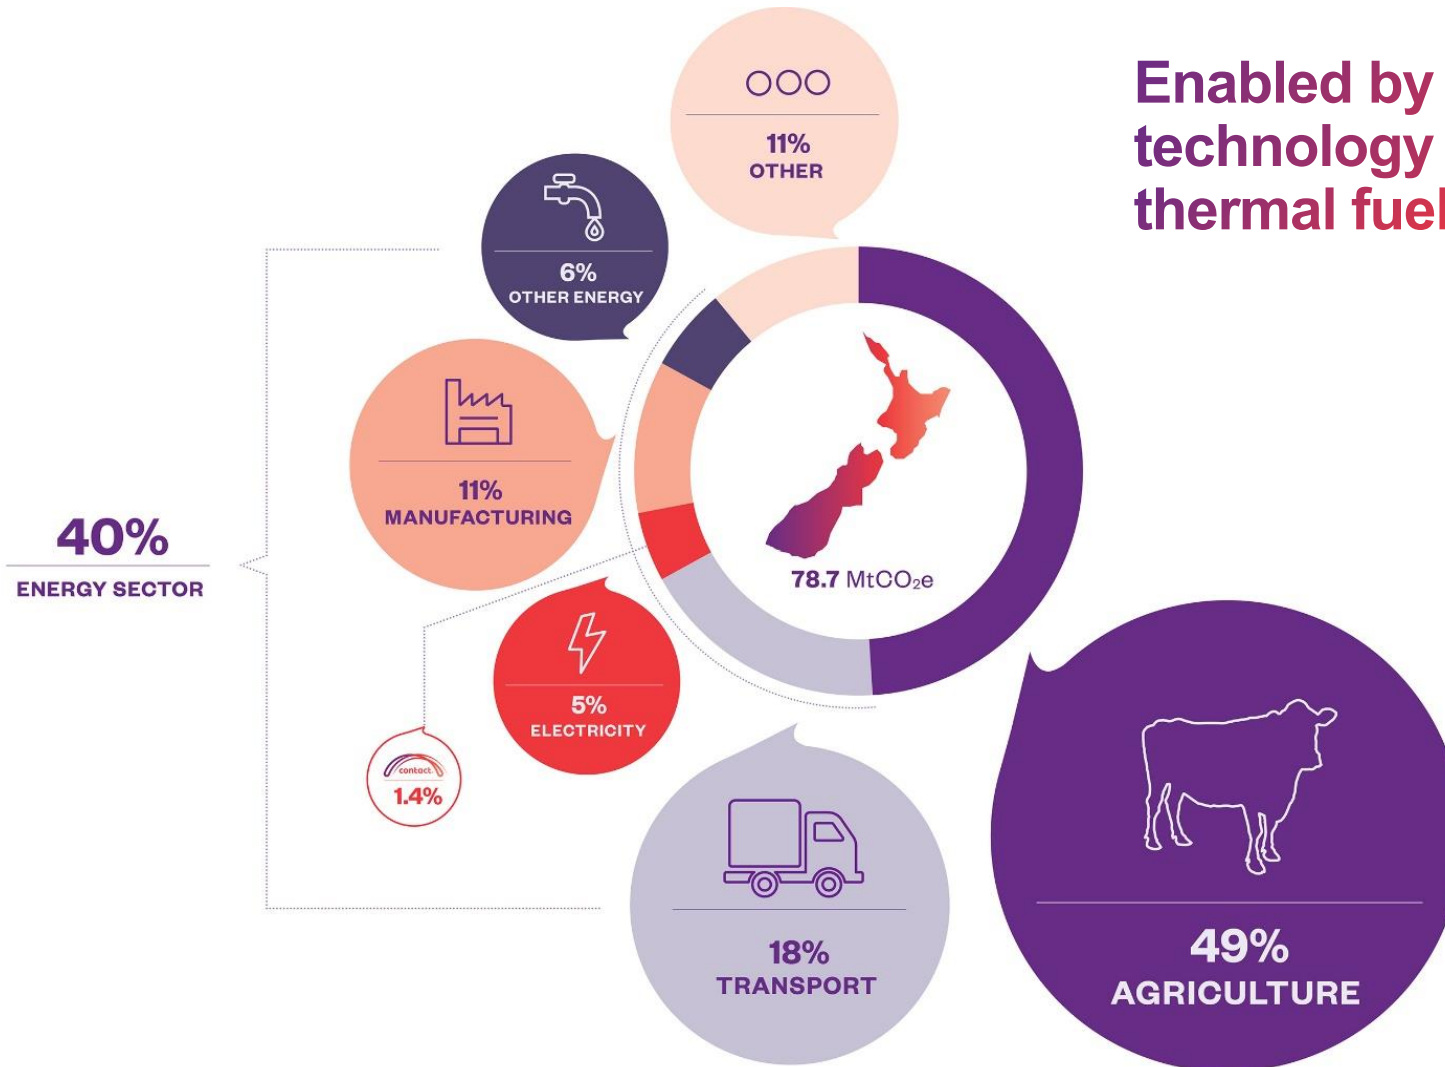 Enabled by
technology
thermal fuel
11%
OTHER
6%
OTHER ENERGY
11%
MANUFACTURING
40%
ENERGY SECTOR
78.7 MtCO₂e
5%
ELECTRICITY
contact
1.4%
18%
TRANSPORT
49%
AGRICULTURE